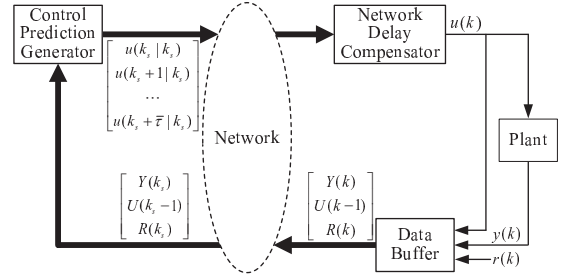 Control
Prediction
Generator
u(k_s | k_s)
u(k_s + 1 | k_s)
...
u(k_s + τ̄ | k_s)
Network
Delay
Compensator
u(k)
Network
Plant
Y(k_s)
U(k_s −1)
R(k_s)
Y(k)
U(k−1)
R(k)
Data
Buffer
y(k)
r(k)